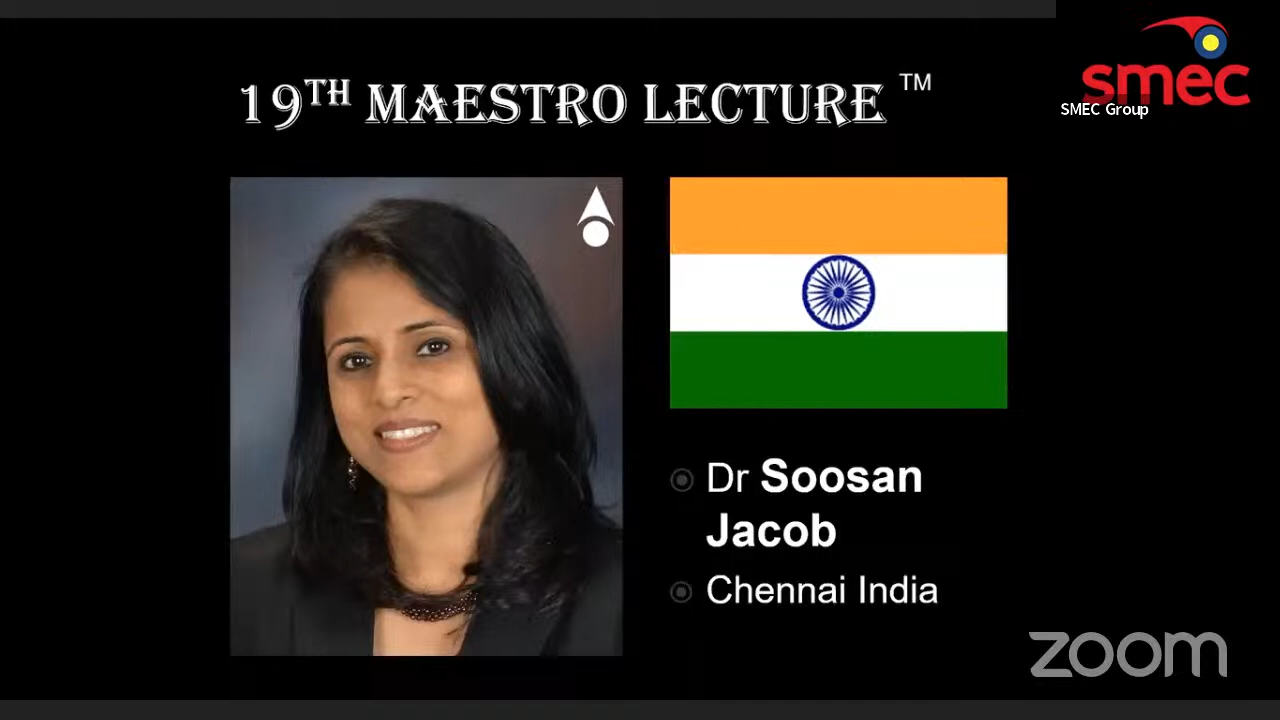 smec
SMEC Group
19TH MAESTRO LECTURE TM
Dr Soosan
Jacob
Chennai India
zoom